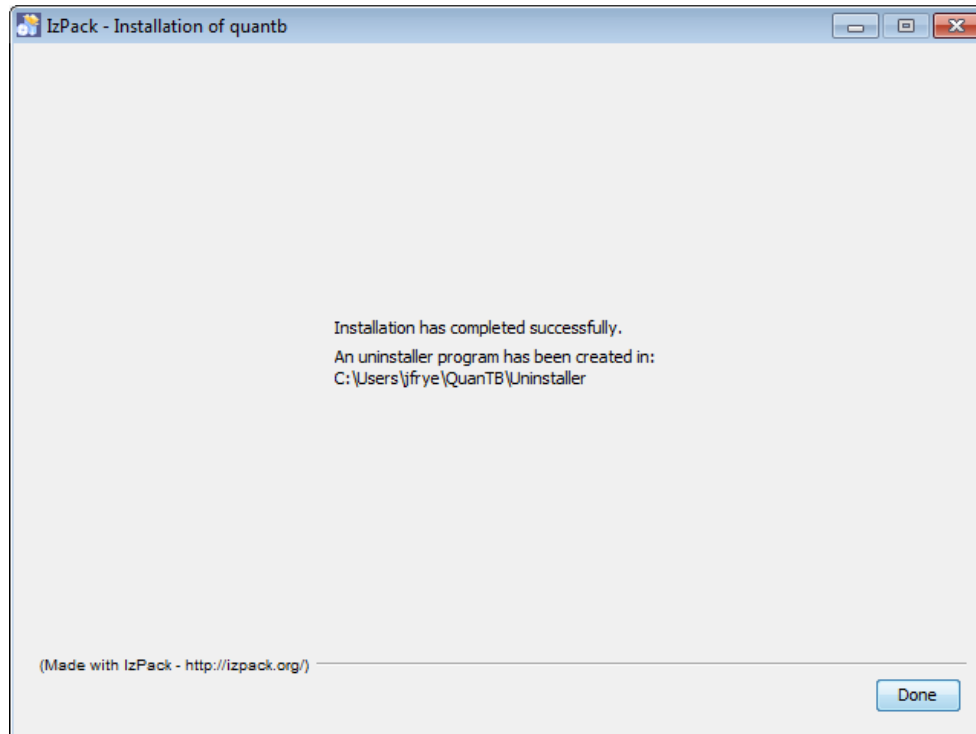 IzPack - Installation of quantb
Installation has completed successfully.
An uninstaller program has been created in:
C:\Users\jfrye\QuanTB\Uninstaller
(Made with IzPack - http://izpack.org/)
Done